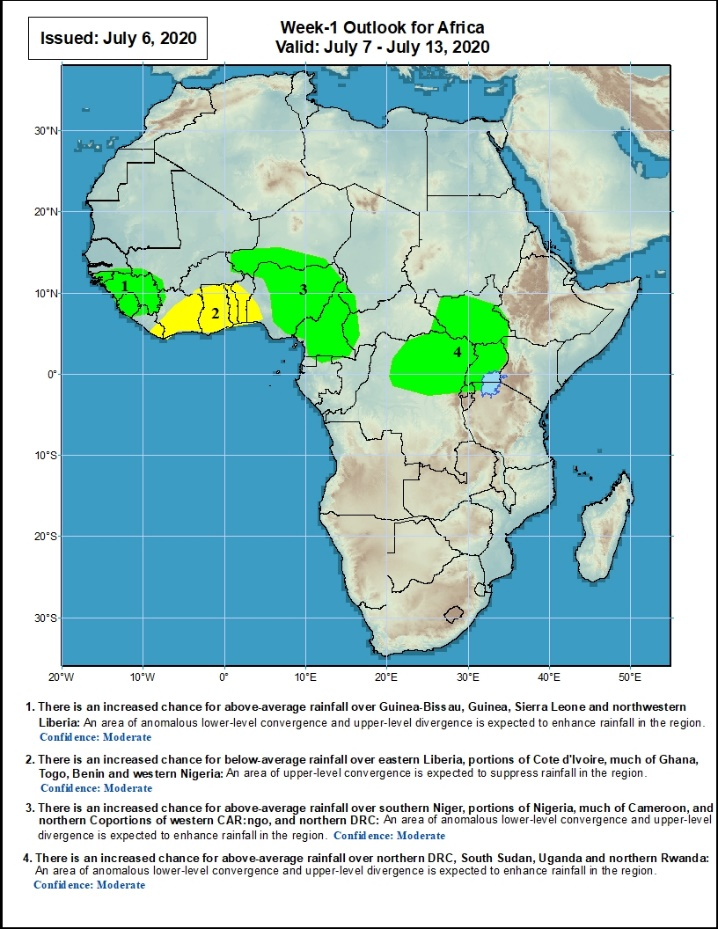 Issued: July 6, 2020
Week-1 Outlook for Africa
Valid: July 7 - July 13, 2020
30°N
20°N
10°N
0°
10°S
20°S
30°S
1
2
3
4
20°W
10°W
0°
10°E
20°E
30°E
40°E
50°E
1. There is an increased chance for above-average rainfall over Guinea-Bissau, Guinea, Sierra Leone and northwestern
Liberia: An area of anomalous lower-level convergence and upper-level divergence is expected to enhance rainfall in the region.
Confidence: Moderate
2. There is an increased chance for below-average rainfall over eastern Liberia, portions of Cote d'Ivoire, much of Ghana,
Togo, Benin and western Nigeria: An area of upper-level convergence is expected to suppress rainfall in the region.
Confidence: Moderate
3. There is an increased chance for above-average rainfall over southern Niger, portions of Nigeria, much of Cameroon, and
northern Coportions of western CAR:ngo, and northern DRC: An area of anomalous lower-level convergence and upper-level
divergence is expected to enhance rainfall in the region. Confidence: Moderate
4. There is an increased chance for above-average rainfall over northern DRC, South Sudan, Uganda and northern Rwanda:
An area of anomalous lower-level convergence and upper-level divergence is expected to enhance rainfall in the region.
Confidence: Moderate